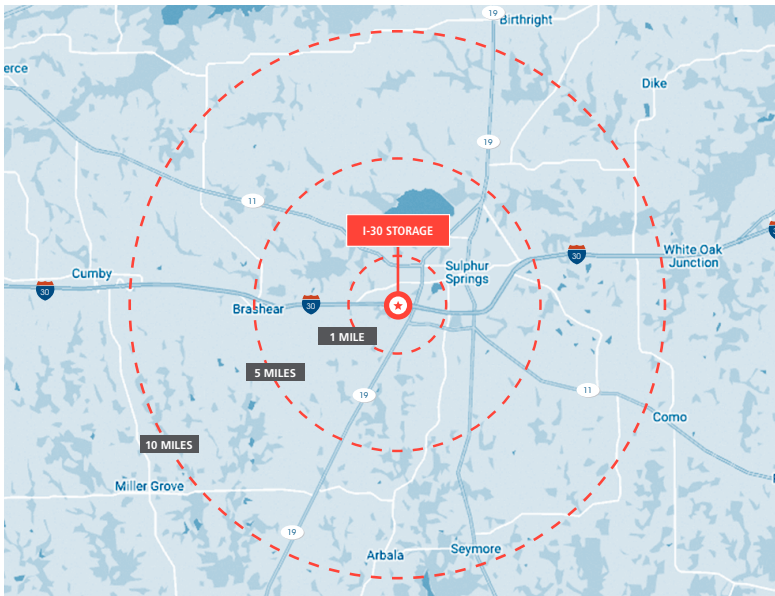 19
Birthright
erce
Dike
19
11
I-30 STORAGE
White Oak
Junction
30
Sulphur
Springs
Cumby
30
Brashear
30
1 MILE
5 MILES
19
11
Como
10 MILES
Miller Grove
19
Arbala
Seymore